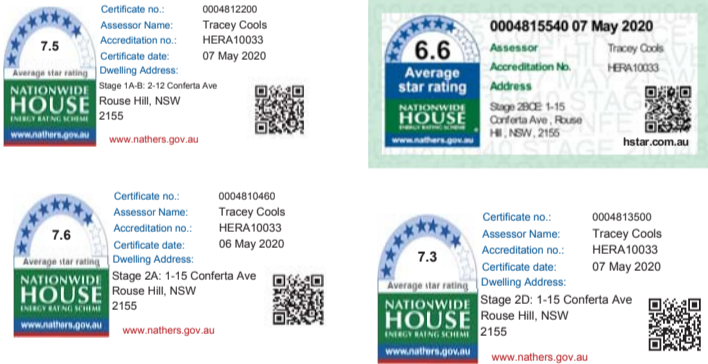 7.5
Average star rating
NATIONWIDE
HOUSE
ENERGY RATING SCHEME
www.nathers.gov.au
Certificate no.: 0004812200
Assessor Name: Tracey Cools
Accreditation no.: HERA10033
Certificate date: 07 May 2020
Dwelling Address:
Stage 1A-B: 2-12 Conferta Ave
Rouse Hill, NSW
2155
www.nathers.gov.au
6.6
Average
star rating
NATIONWIDE
HOUSE
ENERGY RATING SCHEME
www.nathers.gov.au
0004815540 07 May 2020
Assessor Tracey Cools
Accreditation No. HERA10033
Address
Stage 2BCE: 1-15
Conferta Ave , Rouse
Hill , NSW , 2155
hstar.com.au
7.6
Average star rating
NATIONWIDE
HOUSE
ENERGY RATING SCHEME
www.nathers.gov.au
Certificate no.: 0004810460
Assessor Name: Tracey Cools
Accreditation no.: HERA10033
Certificate date: 06 May 2020
Dwelling Address:
Stage 2A: 1-15 Conferta Ave
Rouse Hill, NSW
2155
www.nathers.gov.au
7.3
Average star rating
NATIONWIDE
HOUSE
ENERGY RATING SCHEME
www.nathers.gov.au
Certificate no.: 0004813500
Assessor Name: Tracey Cools
Accreditation no.: HERA10033
Certificate date: 07 May 2020
Dwelling Address:
Stage 2D: 1-15 Conferta Ave
Rouse Hill, NSW
2155
www.nathers.gov.au